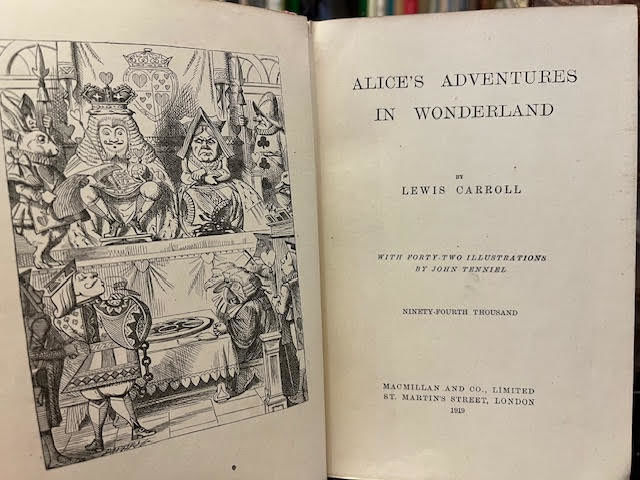 ALICE'S ADVENTURES
IN WONDERLAND
BY
LEWIS CARROLL
WITH FORTY-TWO ILLUSTRATIONS
BY JOHN TENNIEL
NINETY-FOURTH THOUSAND
MACMILLAN AND CO., LIMITED
ST. MARTIN'S STREET, LONDON
1919